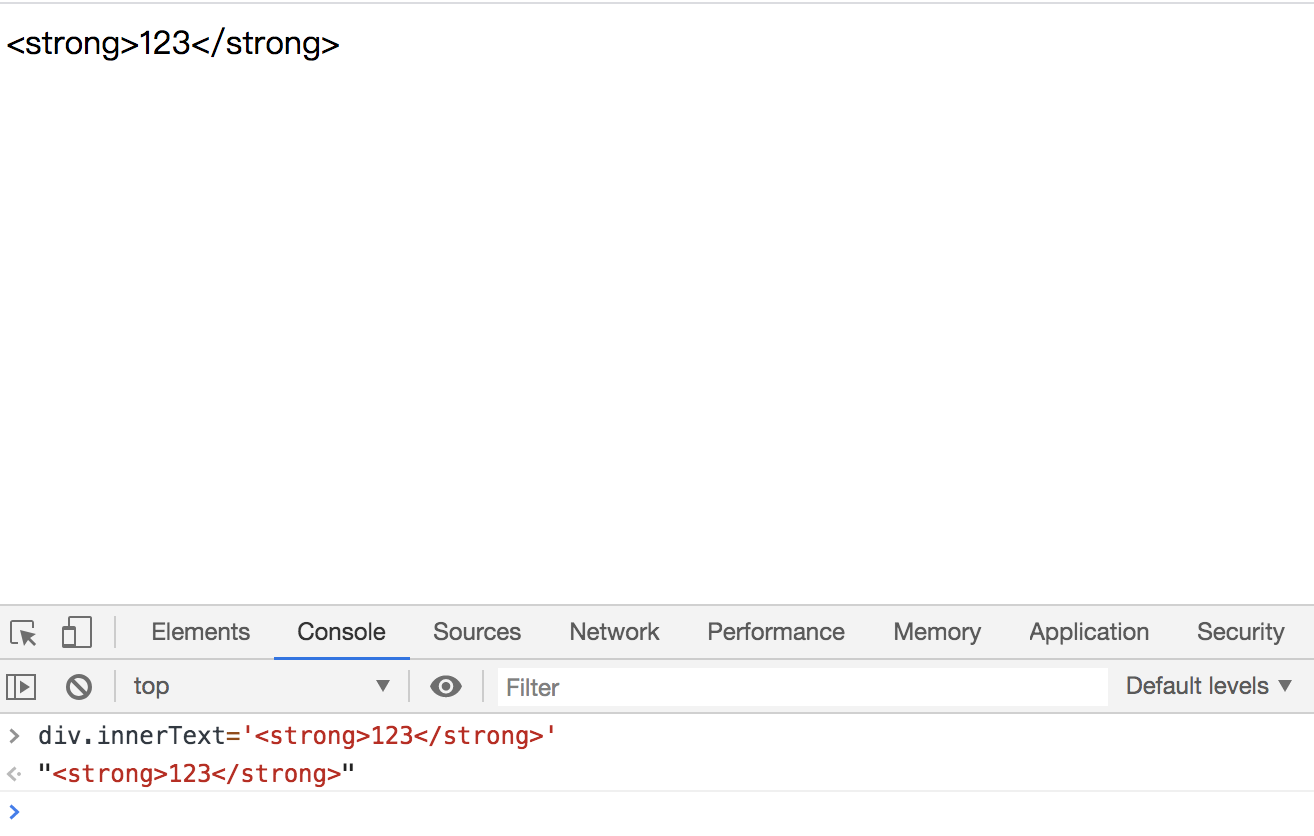 <strong>123</strong>
Elements Console Sources Network Performance Memory Application Security
top Filter Default levels
div.innerText='<strong>123</strong>'
"<strong>123</strong>"